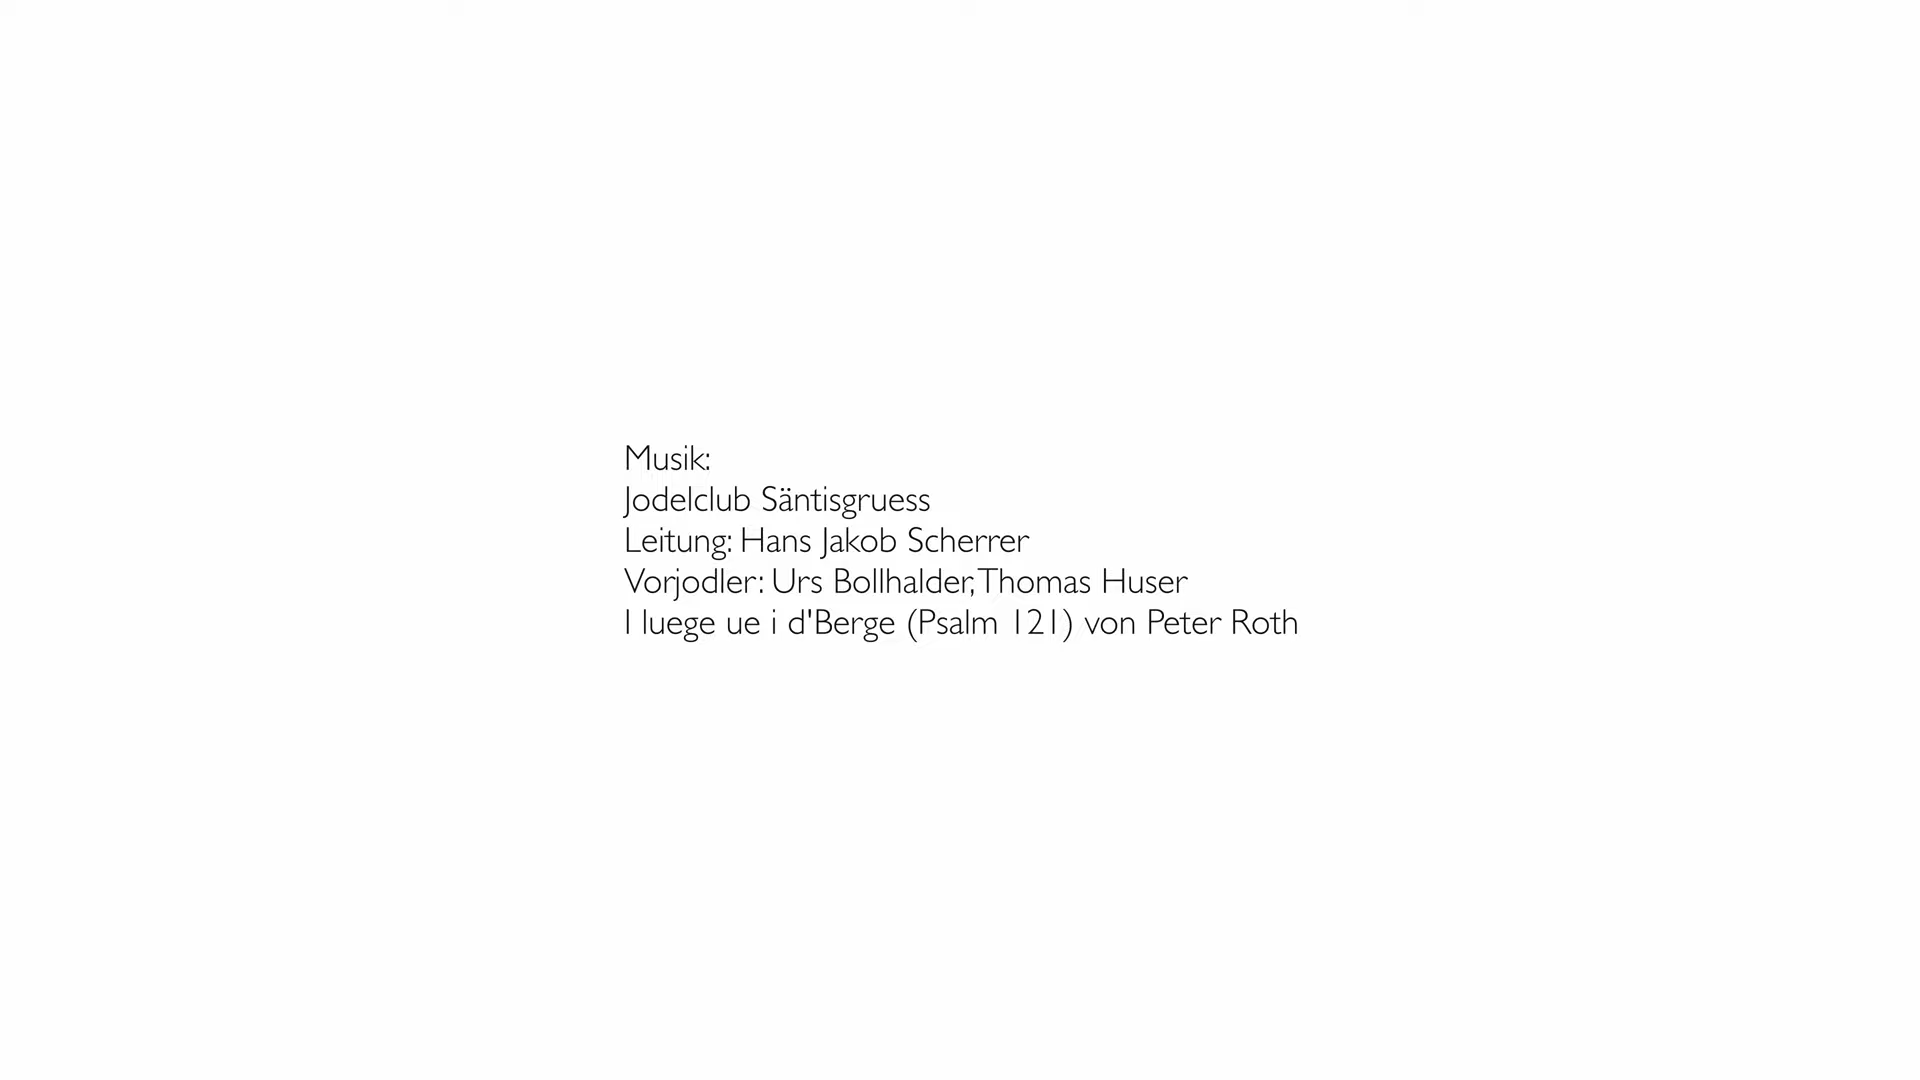 Musik:
Jodelclub Säntisgruess
Leitung: Hans Jakob Scherrer
Vorjodler: Urs Bollhalder, Thomas Huser
I luege ue i d'Berge (Psalm 121) von Peter Roth